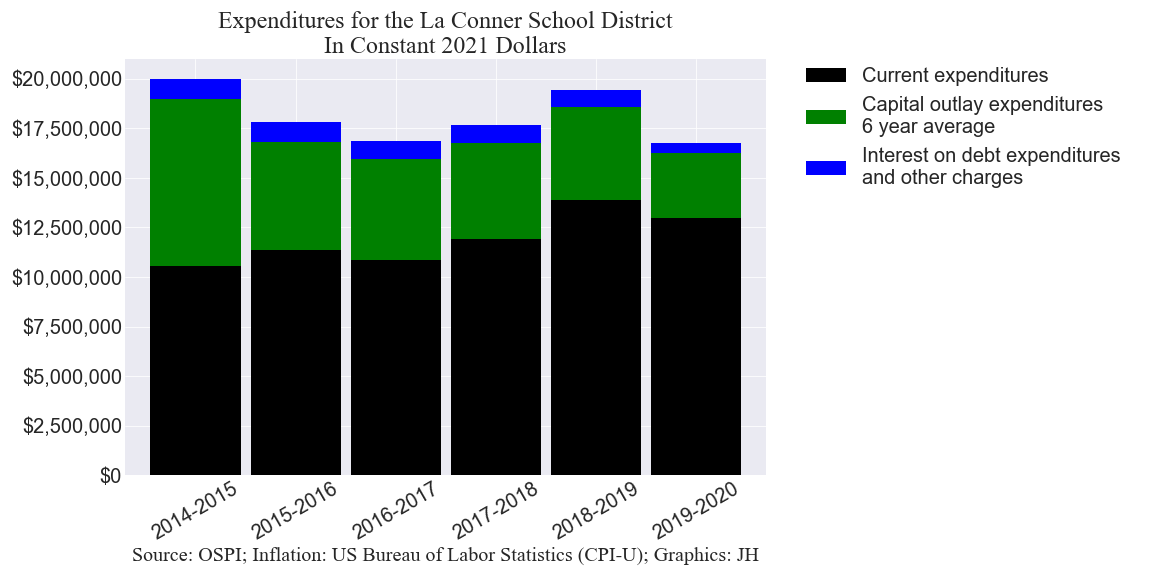 Expenditures for the La Conner School District
In Constant 2021 Dollars
$20,000,000
$17,500,000
$15,000,000
$12,500,000
$10,000,000
$7,500,000
$5,000,000
$2,500,000
$0
2014-2015
2015-2016
2016-2017
2017-2018
2018-2019
2019-2020
Current expenditures
Capital outlay expenditures
6 year average
Interest on debt expenditures
and other charges
Source: OSPI; Inflation: US Bureau of Labor Statistics (CPI-U); Graphics: JH